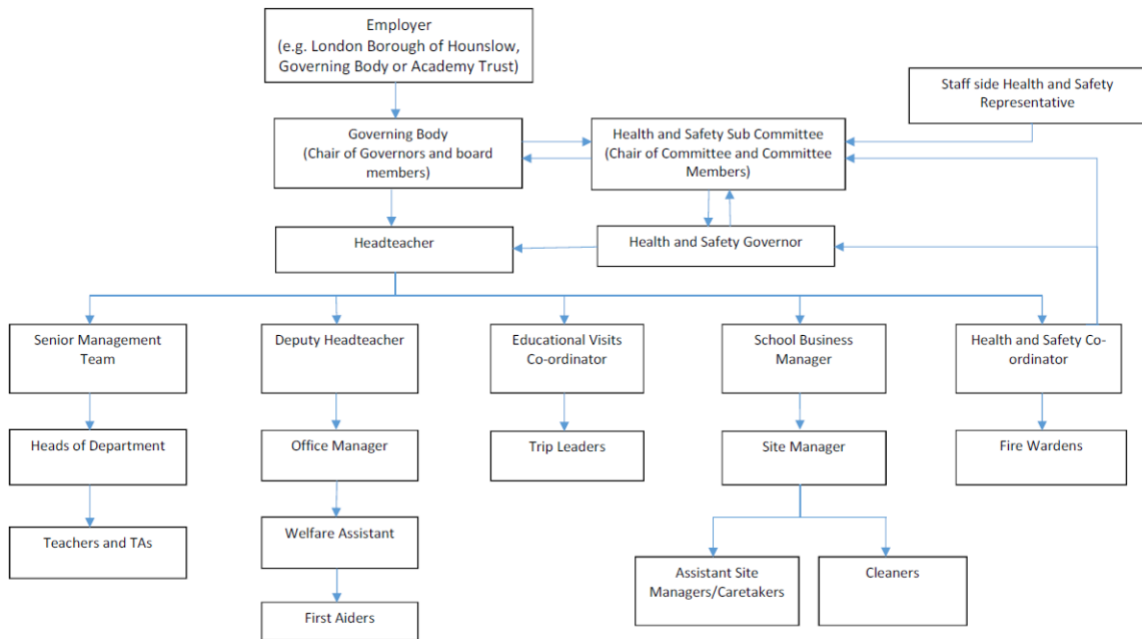 Employer
(e.g. London Borough of Hounslow,
Governing Body or Academy Trust)
Staff side Health and Safety
Representative
Governing Body
(Chair of Governors and board
members)
Health and Safety Sub Committee
(Chair of Committee and Committee
Members)
Headteacher
Health and Safety Governor
Senior Management
Team
Deputy Headteacher
Educational Visits
Co-ordinator
School Business
Manager
Health and Safety Co-
ordinator
Heads of Department
Office Manager
Trip Leaders
Site Manager
Fire Wardens
Teachers and TAs
Welfare Assistant
Assistant Site
Managers/Caretakers
Cleaners
First Aiders